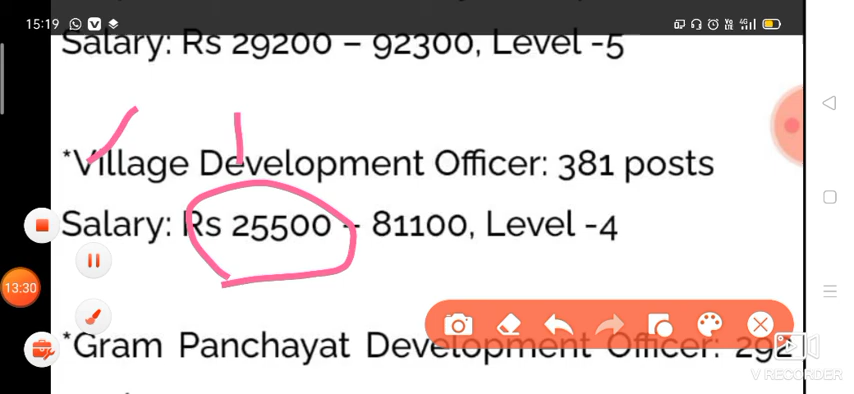 15:19
Salary: Rs 29200 – 92300, Level -5
*Village Development Officer: 381 posts
Salary: Rs 25500 – 81100, Level -4
13:30
*Gram Panchayat Development Officer: 292
V RECORDER